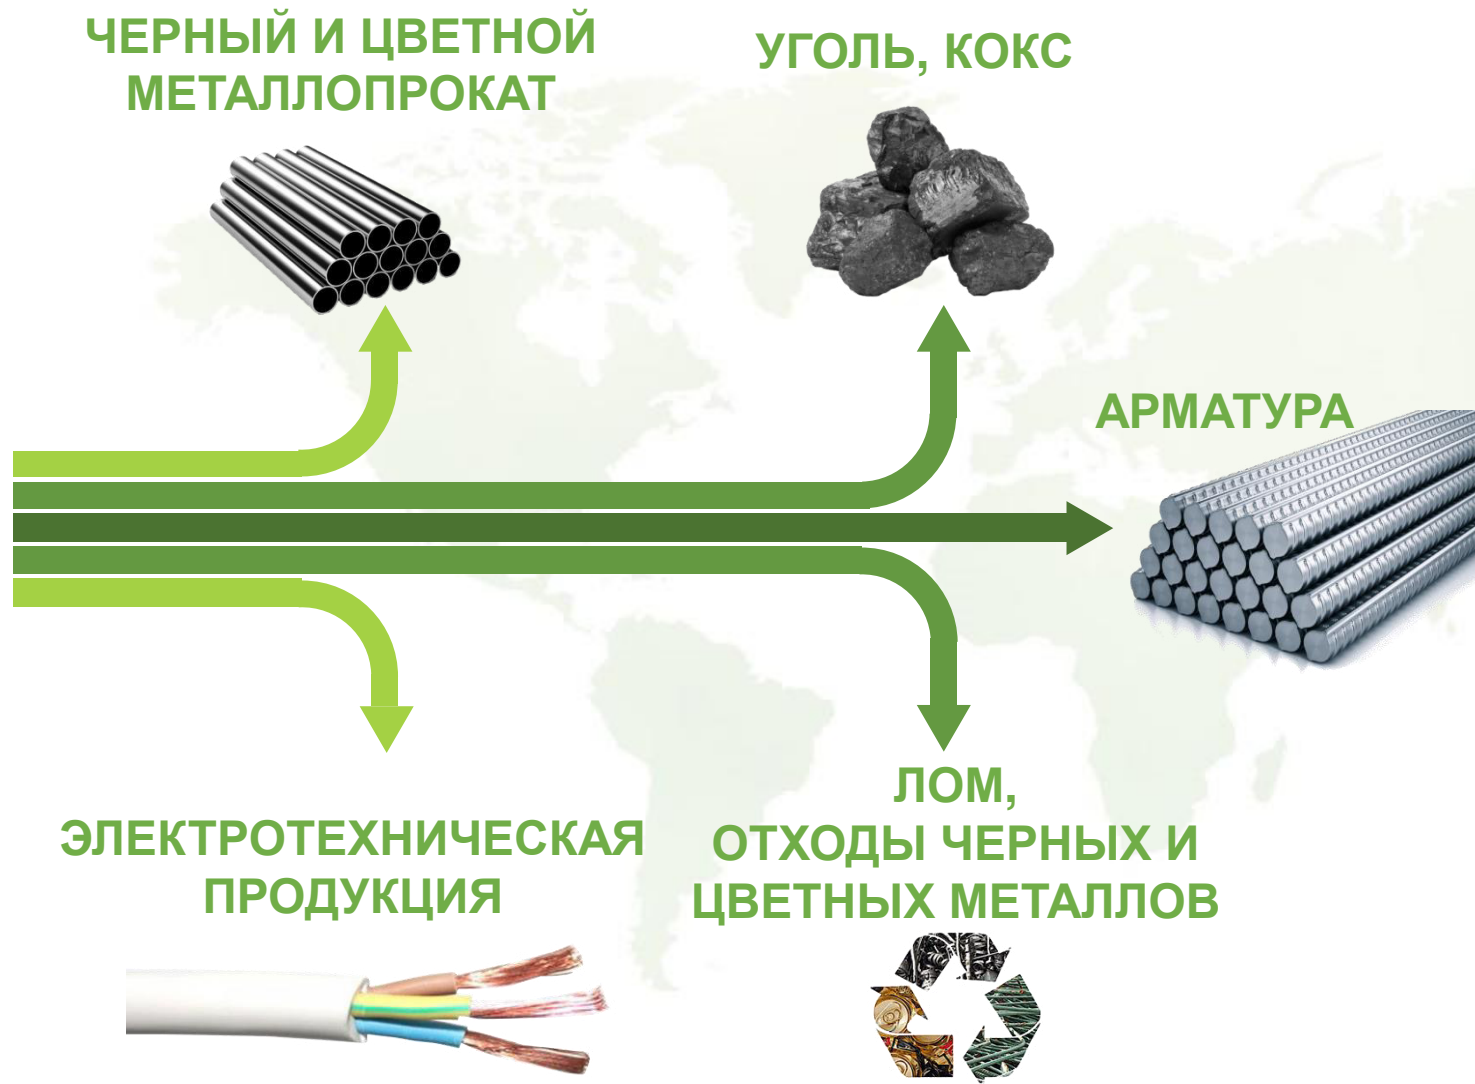 ЧЕРНЫЙ И ЦВЕТНОЙ
МЕТАЛЛОПРОКАТ
УГОЛЬ, КОКС
АРМАТУРА
ЭЛЕКТРОТЕХНИЧЕСКАЯ
ПРОДУКЦИЯ
ЛОМ,
ОТХОДЫ ЧЕРНЫХ И
ЦВЕТНЫХ МЕТАЛЛОВ